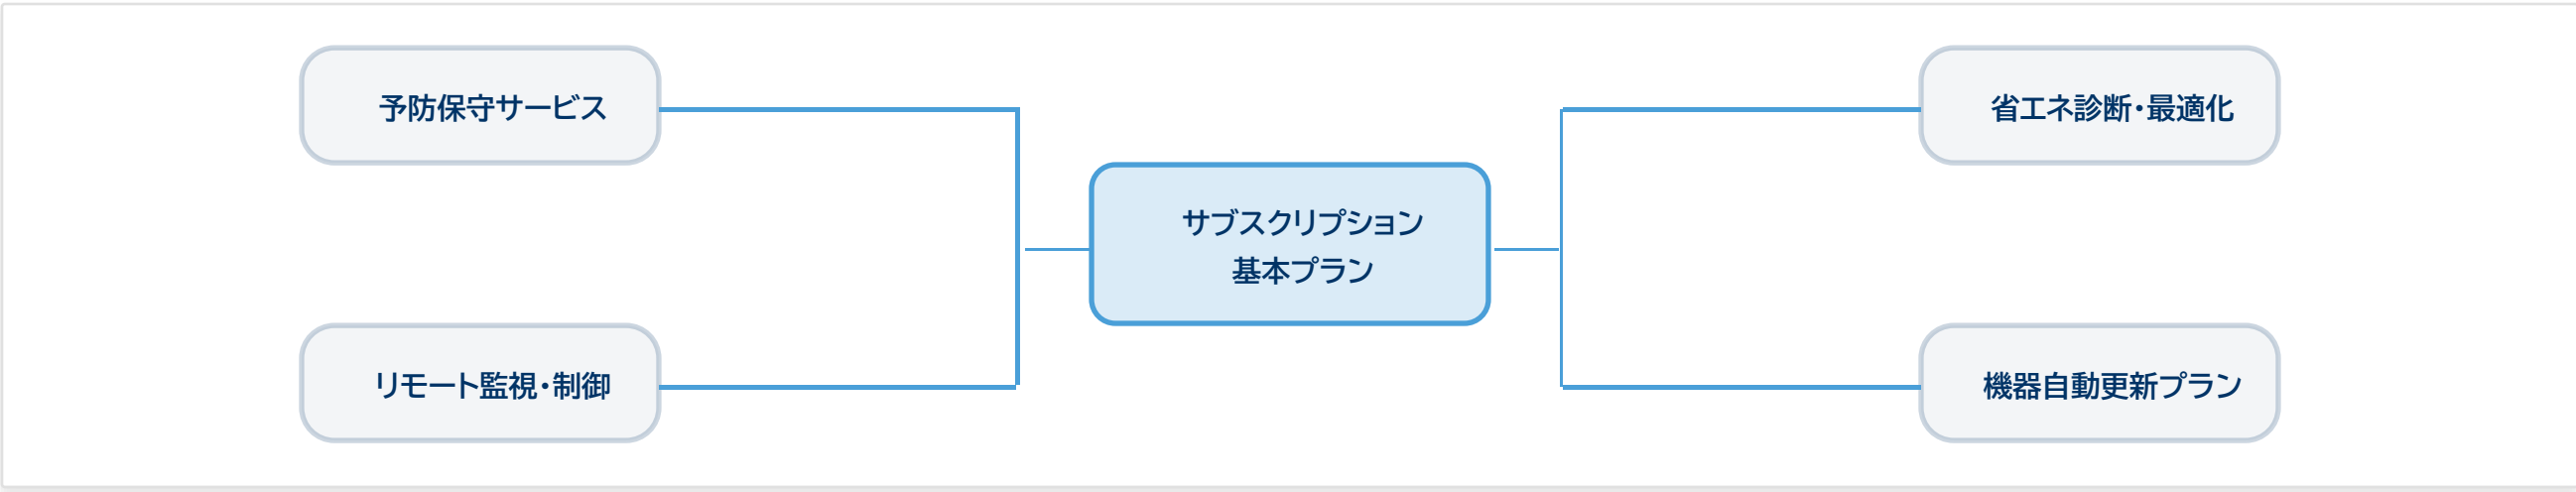 予防保守サービス
省エネ診断・最適化
サブスクリプション
基本プラン
リモート監視・制御
機器自動更新プラン